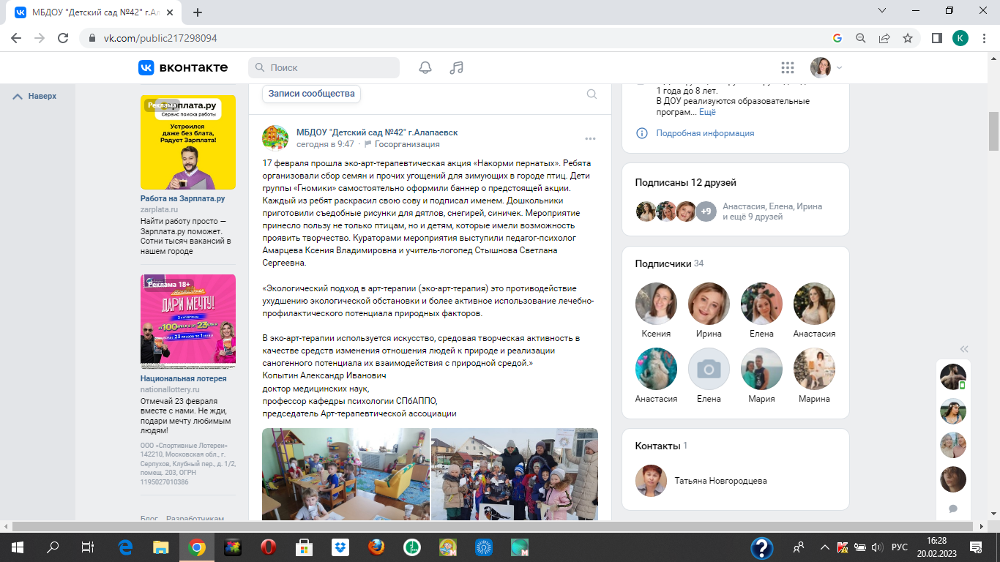 МБДОУ "Детский сад №42" г.Ала
vk.com/public217298094
K
вконтакте
Поиск
Наверх
Реклама
Зарплата.ру
Сервис поиска работы
Устроился
даже без блата,
Радует Зарплата!
Работа на Зарплата.ру
zarplata.ru
Найти работу просто —
Зарплата.ру поможет.
Сотни тысяч вакансий в
нашем городе
Реклама 18+
ДАРИ МЕЧТУ!
Национальная лотерея
nationallottery.ru
Отмечай 23 февраля
вместе с нами. Не жди,
подари мечту любимым
людям!
ООО «Спортивные Лотереи»
142210, Московская обл., г.
Серпухов, Клубный пер., д. 1/2,
помещ. 203, ОГРН
1195027010386
Блог Разработчикам
Записи сообщества
МБДОУ "Детский сад №42" г.Алапаевск
сегодня в 9:47 · Госорганизация
17 февраля прошла эко-арт-терапевтическая акция «Накорми пернатых». Ребята
организовали сбор семян и прочих угощений для зимующих в городе птиц. Дети
группы «Гномики» самостоятельно оформили баннер о предстоящей акции.
Каждый из ребят раскрасил свою сову и подписал именем. Дошкольники
приготовили съедобные рисунки для дятлов, снегирей, синичек. Мероприятие
принесло пользу не только птицам, но и детям, которые имели возможность
проявить творчество. Кураторами мероприятия выступили педагог-психолог
Амарцева Ксения Владимировна и учитель-логопед Стышнова Светлана
Сергеевна.
«Экологический подход в арт-терапии (эко-арт-терапия) это противодействие
ухудшению экологической обстановки и более активное использование лечебно-
профилактического потенциала природных факторов.
В эко-арт-терапии используется искусство, средовая творческая активность в
качестве средств изменения отношения людей к природе и реализации
саногенного потенциала их взаимодействия с природной средой.»
Копытин Александр Иванович
доктор медицинских наук,
профессор кафедры психологии СПбАППО,
председатель Арт-терапевтической ассоциации
1 года до 8 лет.
В ДОУ реализуются образовательные
програм... Ещё
Подробная информация
Подписаны 12 друзей
+9
Анастасия, Елена, Ирина
и ещё 9 друзей
Подписчики 34
Ксения Ирина Елена Анастасия
Анастасия Елена Мария Марина
Контакты 1
Татьяна Новгородцева
РУС
16:28
20.02.2023